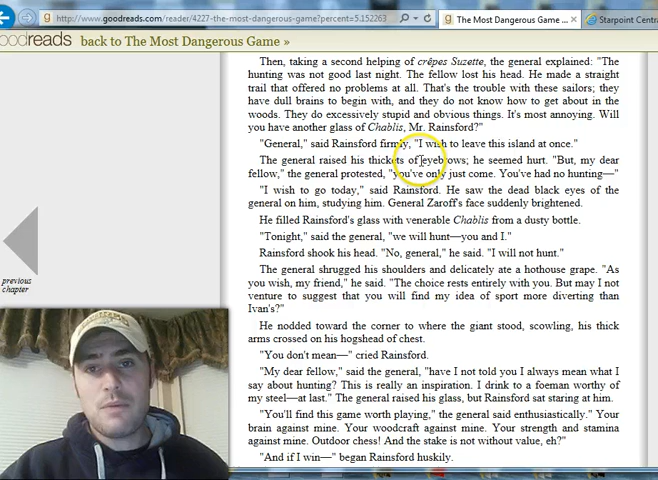 http://www.goodreads.com/reader/4227-the-most-dangerous-game?percent=5.152263
The Most Dangerous Game ...
Starpoint Central
oodreads back to The Most Dangerous Game »
Then, taking a second helping of crêpes Suzette, the general explained: "The
hunting was not good last night. The fellow lost his head. He made a straight
trail that offered no problems at all. That's the trouble with these sailors; they
have dull brains to begin with, and they do not know how to get about in the
woods. They do excessively stupid and obvious things. It's most annoying. Will
you have another glass of Chablis, Mr. Rainsford?"
"General," said Rainsford firmly, "I wish to leave this island at once."
The general raised his thickets of eyebrows; he seemed hurt. "But, my dear
fellow," the general protested, "you've only just come. You've had no hunting—"
"I wish to go today," said Rainsford. He saw the dead black eyes of the
general on him, studying him. General Zaroff's face suddenly brightened.
He filled Rainsford's glass with venerable Chablis from a dusty bottle.
"Tonight," said the general, "we will hunt—you and I."
Rainsford shook his head. "No, general," he said. "I will not hunt."
The general shrugged his shoulders and delicately ate a hothouse grape. "As
you wish, my friend," he said. "The choice rests entirely with you. But may I not
venture to suggest that you will find my idea of sport more diverting than
Ivan's?"
He nodded toward the corner to where the giant stood, scowling, his thick
arms crossed on his hogshead of chest.
"You don't mean—" cried Rainsford.
"My dear fellow," said the general, "have I not told you I always mean what I
say about hunting? This is really an inspiration. I drink to a foeman worthy of
my steel—at last." The general raised his glass, but Rainsford sat staring at him.
"You'll find this game worth playing," the general said enthusiastically." Your
brain against mine. Your woodcraft against mine. Your strength and stamina
against mine. Outdoor chess! And the stake is not without value, eh?"
"And if I win—" began Rainsford huskily.
previous
chapter